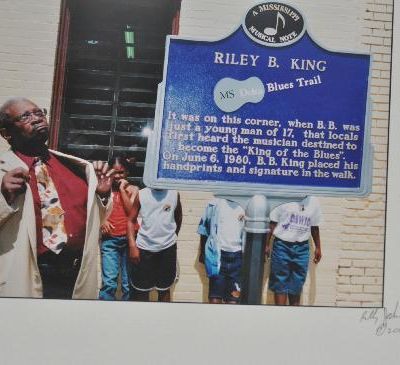 A MISSISSIPPI
MUSICAL NOTE
RILEY B. KING
MS Delta Blues Trail
It was on this corner, when B.B. was
just a young man of 17, that locals
first heard the musician destined to
become the "King of the Blues".
On June 6, 1980, B.B. King placed his
handprints and signature in the walk.